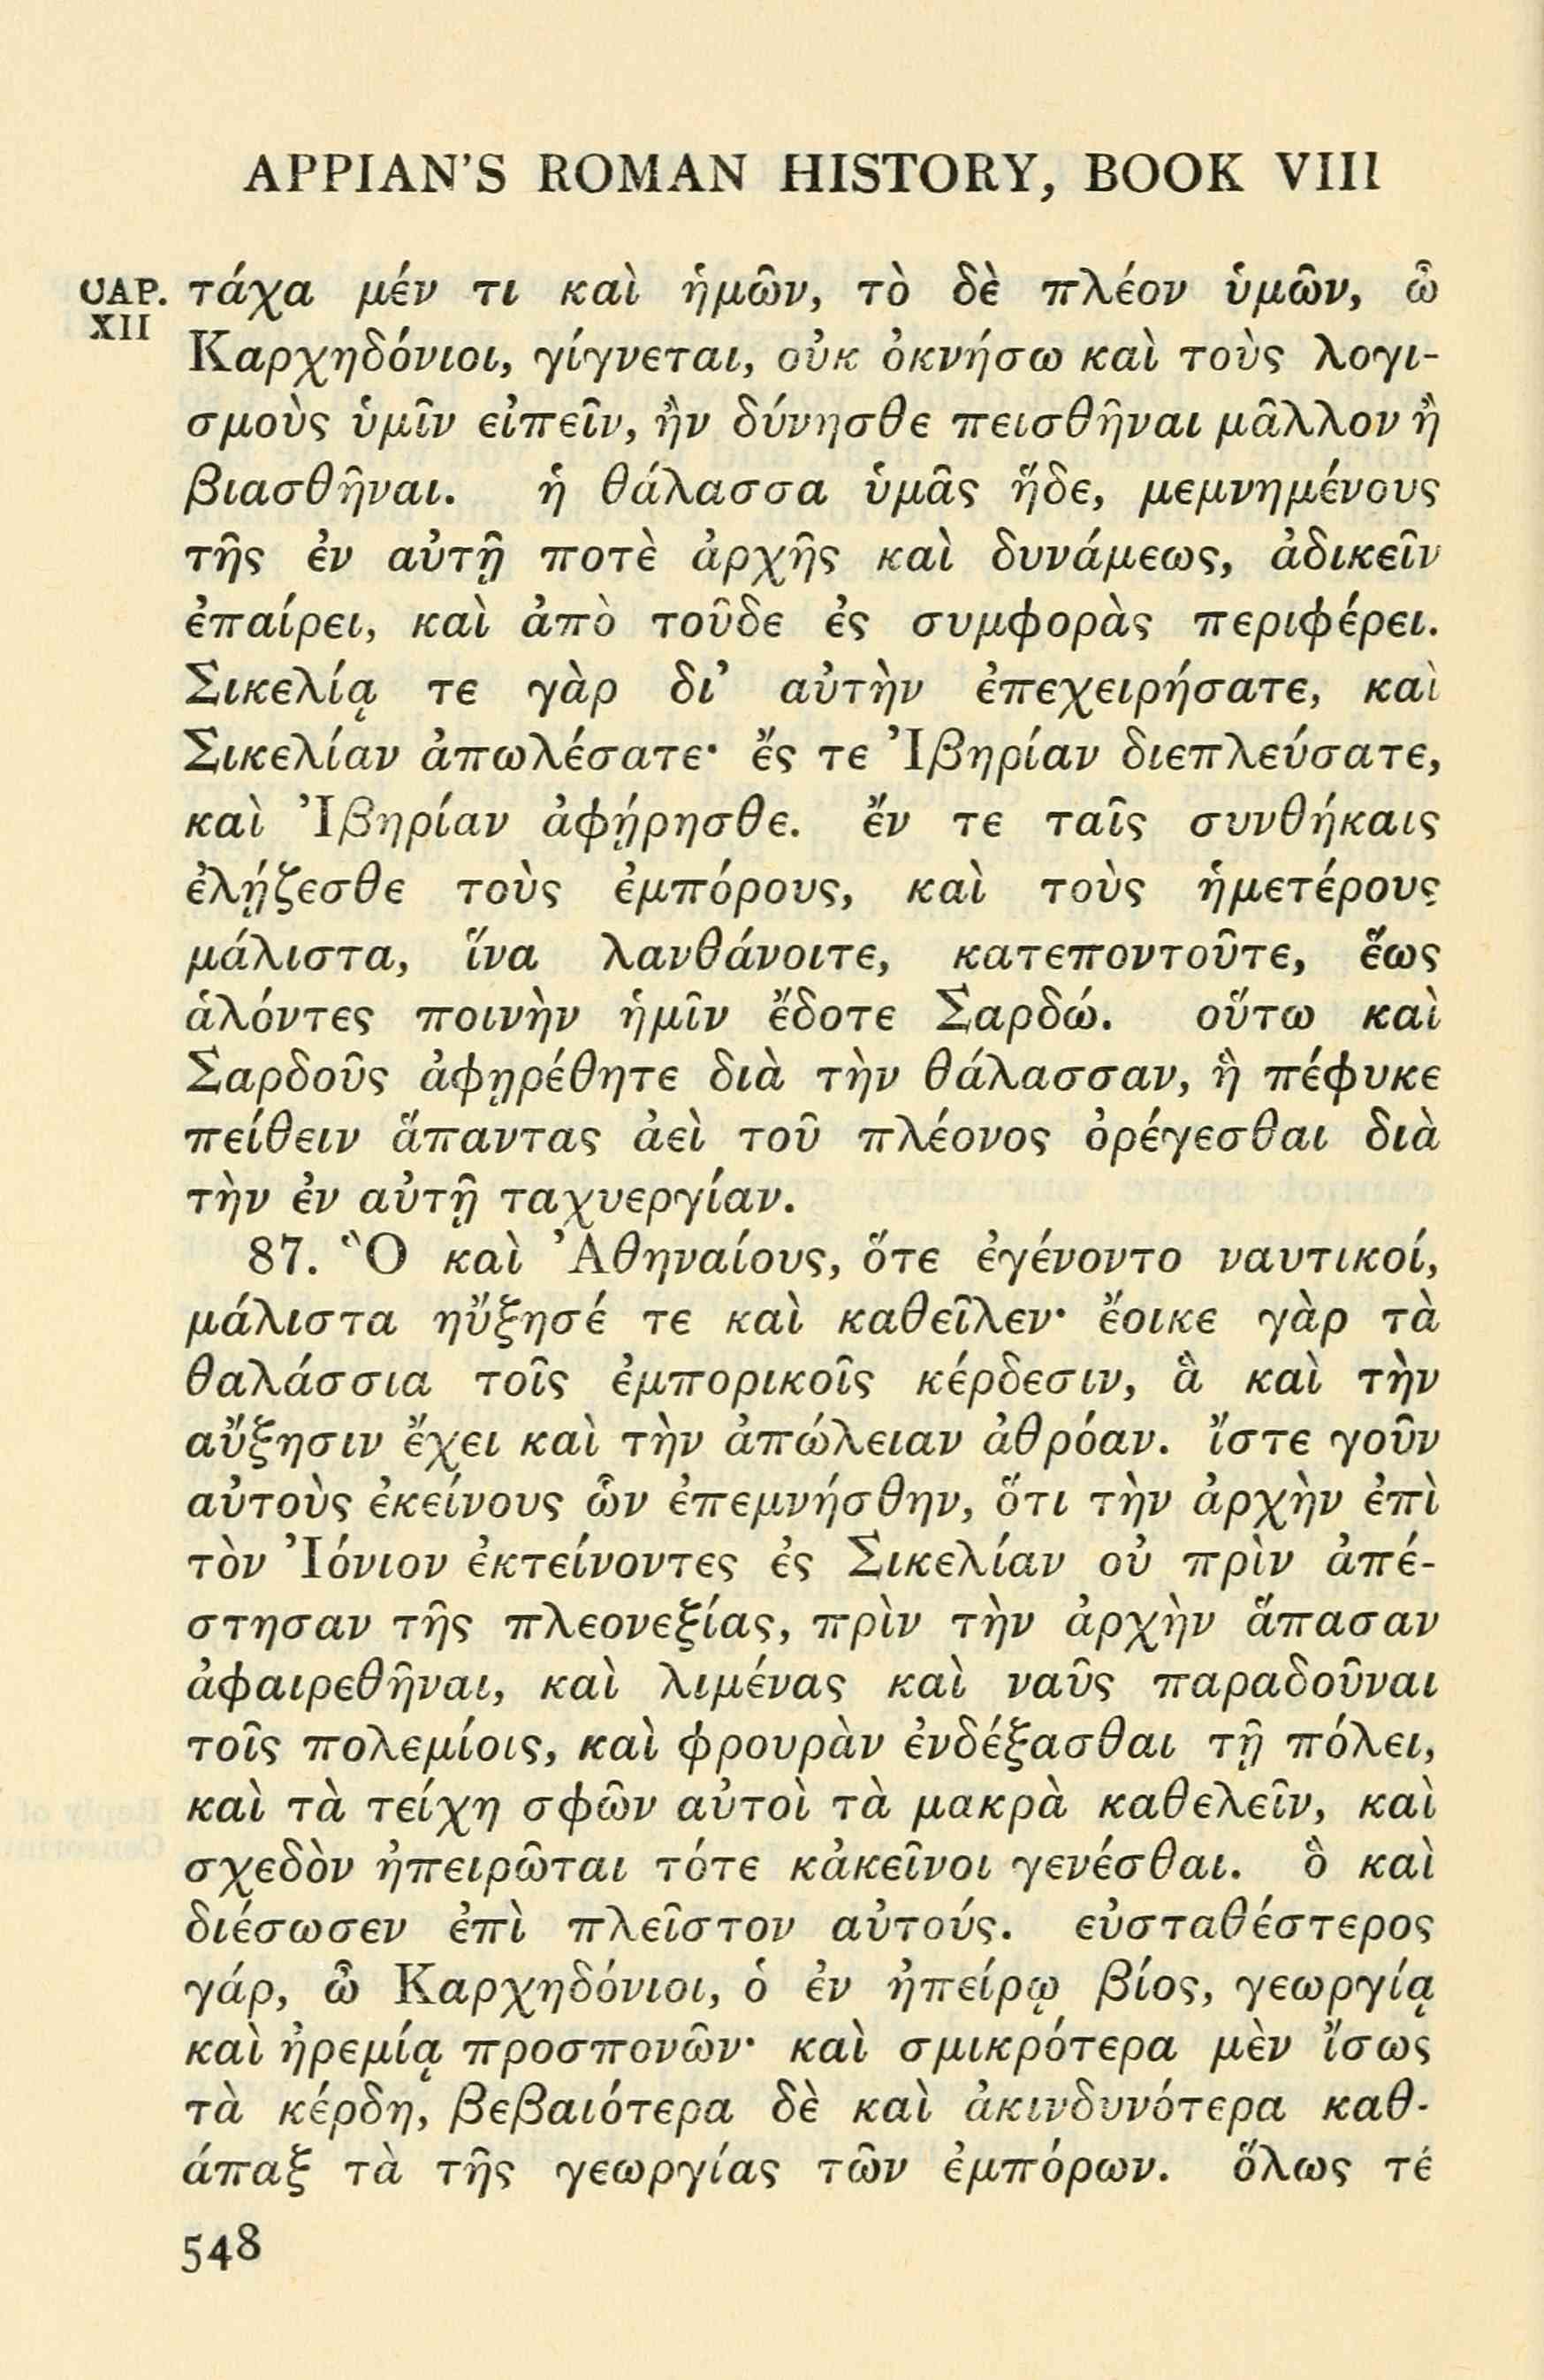 APPIAN'S ROMAN HISTORY, BOOK VIII
CAP. XII
τάχα μέν τι καὶ ἡμῶν, τὸ δὲ πλέον ὑμῶν, ὦ
Καρχηδόνιοι, γίγνεται, οὐκ ὀκνήσω καὶ τοὺς λογι-
σμοὺς ὑμῖν εἰπεῖν, ἢν δύνησθε πεισθῆναι μᾶλλον ἢ
βιασθῆναι. ἡ θάλασσα ὑμᾶς ἥδε, μεμνημένους
τῆς ἐν αὐτῇ ποτὲ ἀρχῆς καὶ δυνάμεως, ἀδικεῖν
ἐπαίρει, καὶ ἀπὸ τοῦδε ἐς συμφορὰς περιφέρει.
Σικελίᾳ τε γὰρ δι' αὐτὴν ἐπεχειρήσατε, καὶ
Σικελίαν ἀπωλέσατε· ἔς τε Ἰβηρίαν διεπλεύσατε,
καὶ Ἰβηρίαν ἀφῄρησθε. ἔν τε ταῖς συνθήκαις
ἐλῄζεσθε τοὺς ἐμπόρους, καὶ τοὺς ἡμετέρους
μάλιστα, ἵνα λανθάνοιτε, κατεποντοῦτε, ἕως
ἁλόντες ποινὴν ἡμῖν ἔδοτε Σαρδώ. οὕτω καὶ
Σαρδοῦς ἀφῃρέθητε διὰ τὴν θάλασσαν, ἣ πέφυκε
πείθειν ἅπαντας ἀεὶ τοῦ πλέονος ὀρέγεσθαι διὰ
τὴν ἐν αὐτῇ ταχυεργίαν.
87. Ὃ καὶ Ἀθηναίους, ὅτε ἐγένοντο ναυτικοί,
μάλιστα ηὔξησέ τε καὶ καθεῖλεν· ἔοικε γὰρ τὰ
θαλάσσια τοῖς ἐμπορικοῖς κέρδεσιν, ἃ καὶ τὴν
αὔξησιν ἔχει καὶ τὴν ἀπώλειαν ἀθρόαν. ἴστε γοῦν
αὐτοὺς ἐκείνους ὧν ἐπεμνήσθην, ὅτι τὴν ἀρχὴν ἐπὶ
τὸν Ἰόνιον ἐκτείνοντες ἐς Σικελίαν οὐ πρὶν ἀπέ-
στησαν τῆς πλεονεξίας, πρὶν τὴν ἀρχὴν ἅπασαν
ἀφαιρεθῆναι, καὶ λιμένας καὶ ναῦς παραδοῦναι
τοῖς πολεμίοις, καὶ φρουρὰν ἐνδέξασθαι τῇ πόλει,
καὶ τὰ τείχη σφῶν αὐτοὶ τὰ μακρὰ καθελεῖν, καὶ
σχεδὸν ἠπειρῶται τότε κἀκεῖνοι γενέσθαι. ὃ καὶ
διέσωσεν ἐπὶ πλεῖστον αὐτούς. εὐσταθέστερος
γάρ, ὦ Καρχηδόνιοι, ὁ ἐν ἠπείρῳ βίος, γεωργίᾳ
καὶ ἠρεμίᾳ προσπονῶν· καὶ σμικρότερα μὲν ἴσως
τὰ κέρδη, βεβαιότερα δὲ καὶ ἀκινδυνότερα καθ-
άπαξ τὰ τῆς γεωργίας τῶν ἐμπόρων. ὅλως τέ
548